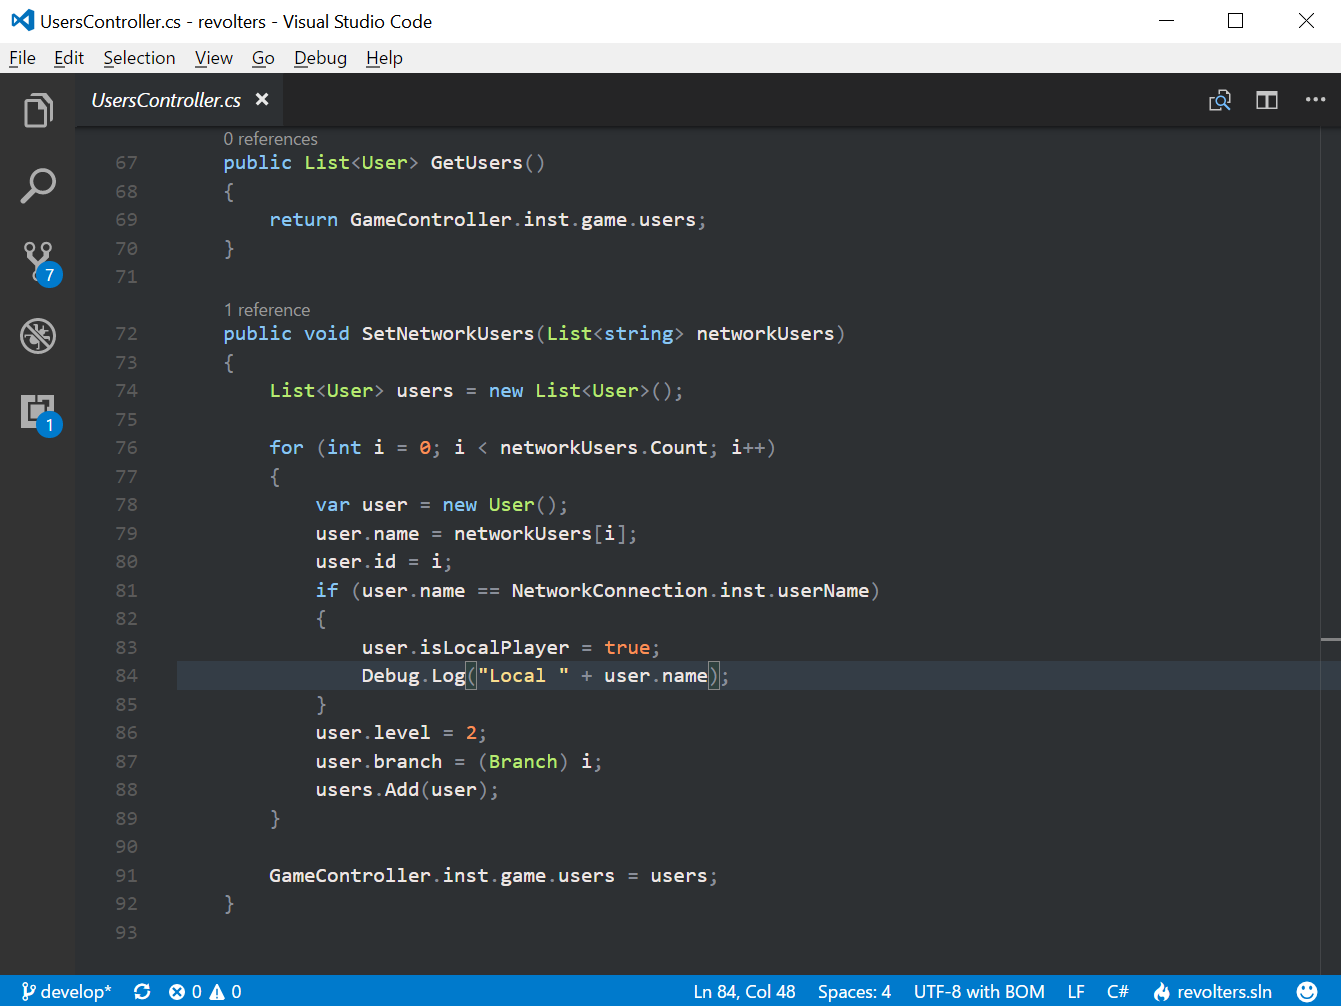 UsersController.cs - revolters - Visual Studio Code
File Edit Selection View Go Debug Help
UsersController.cs
0 references
67 public List<User> GetUsers()
68 {
69 return GameController.inst.game.users;
70 }
71
1 reference
72 public void SetNetworkUsers(List<string> networkUsers)
73 {
74 List<User> users = new List<User>();
75
76 for (int i = 0; i < networkUsers.Count; i++)
77 {
78 var user = new User();
79 user.name = networkUsers[i];
80 user.id = i;
81 if (user.name == NetworkConnection.inst.userName)
82 {
83 user.isLocalPlayer = true;
84 Debug.Log("Local " + user.name);
85 }
86 user.level = 2;
87 user.branch = (Branch) i;
88 users.Add(user);
89 }
90
91 GameController.inst.game.users = users;
92 }
93
7
1
develop* 0 0 Ln 84, Col 48 Spaces: 4 UTF-8 with BOM LF C# revolters.sln